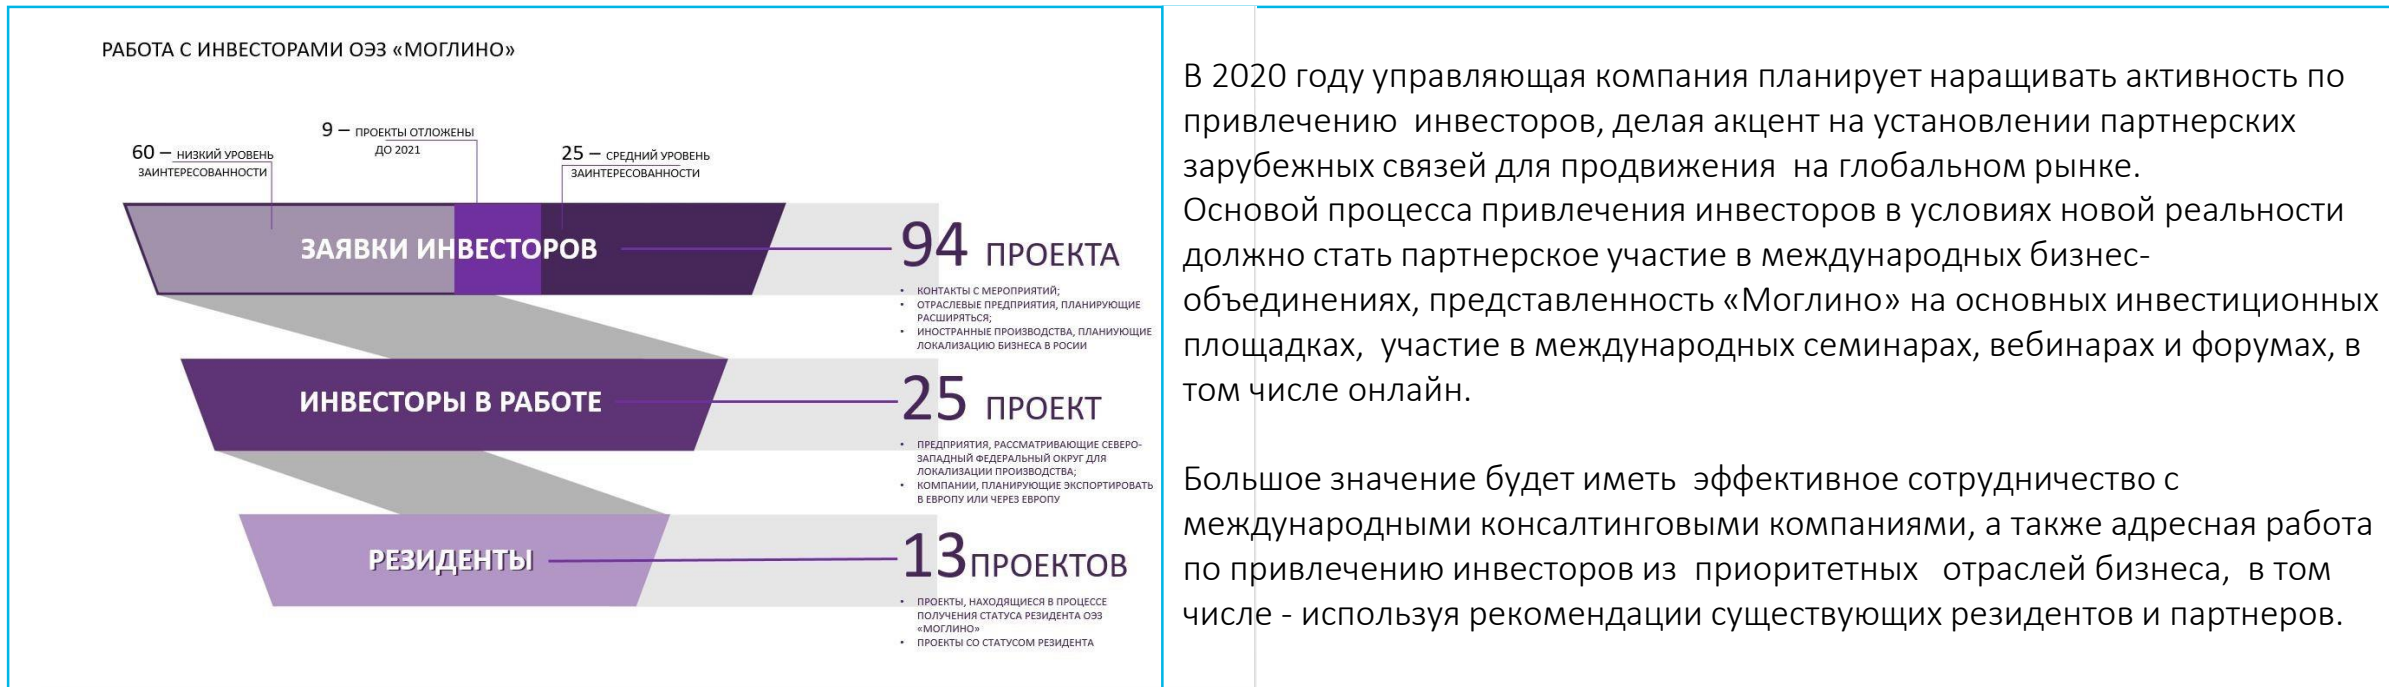 РАБОТА С ИНВЕСТОРАМИ ОЭЗ «МОГЛИНО»
60 – НИЗКИЙ УРОВЕНЬ
ЗАИНТЕРЕСОВАННОСТИ
9 – ПРОЕКТЫ ОТЛОЖЕНЫ
ДО 2021
25 – СРЕДНИЙ УРОВЕНЬ
ЗАИНТЕРЕСОВАННОСТИ
ЗАЯВКИ ИНВЕСТОРОВ
94 ПРОЕКТА
• КОНТАКТЫ С МЕРОПРИЯТИЙ;
• ОТРАСЛЕВЫЕ ПРЕДПРИЯТИЯ, ПЛАНИРУЮЩИЕ
РАСШИРЯТЬСЯ;
• ИНОСТРАННЫЕ ПРОИЗВОДСТВА, ПЛАНИУЮЩИЕ
ЛОКАЛИЗАЦИЮ БИЗНЕСА В РОСИИ
ИНВЕСТОРЫ В РАБОТЕ
25 ПРОЕКТ
• ПРЕДПРИЯТИЯ, РАССМАТРИВАЮЩИЕ СЕВЕРО-
ЗАПАДНЫЙ ФЕДЕРАЛЬНЫЙ ОКРУГ ДЛЯ
ЛОКАЛИЗАЦИИ ПРОИЗВОДСТВА;
• КОМПАНИИ, ПЛАНИРУЮЩИЕ ЭКСПОРТИРОВАТЬ
В ЕВРОПУ ИЛИ ЧЕРЕЗ ЕВРОПУ
РЕЗИДЕНТЫ
13 ПРОЕКТОВ
• ПРОЕКТЫ, НАХОДЯЩИЕСЯ В ПРОЦЕССЕ
ПОЛУЧЕНИЯ СТАТУСА РЕЗИДЕНТА ОЭЗ
«МОГЛИНО»
• ПРОЕКТЫ СО СТАТУСОМ РЕЗИДЕНТА
В 2020 году управляющая компания планирует наращивать активность по
привлечению инвесторов, делая акцент на установлении партнерских
зарубежных связей для продвижения на глобальном рынке.
Основой процесса привлечения инвесторов в условиях новой реальности
должно стать партнерское участие в международных бизнес-
объединениях, представленность «Моглино» на основных инвестиционных
площадках, участие в международных семинарах, вебинарах и форумах, в
том числе онлайн.
Большое значение будет иметь эффективное сотрудничество с
международными консалтинговыми компаниями, а также адресная работа
по привлечению инвесторов из приоритетных отраслей бизнеса, в том
числе - используя рекомендации существующих резидентов и партнеров.